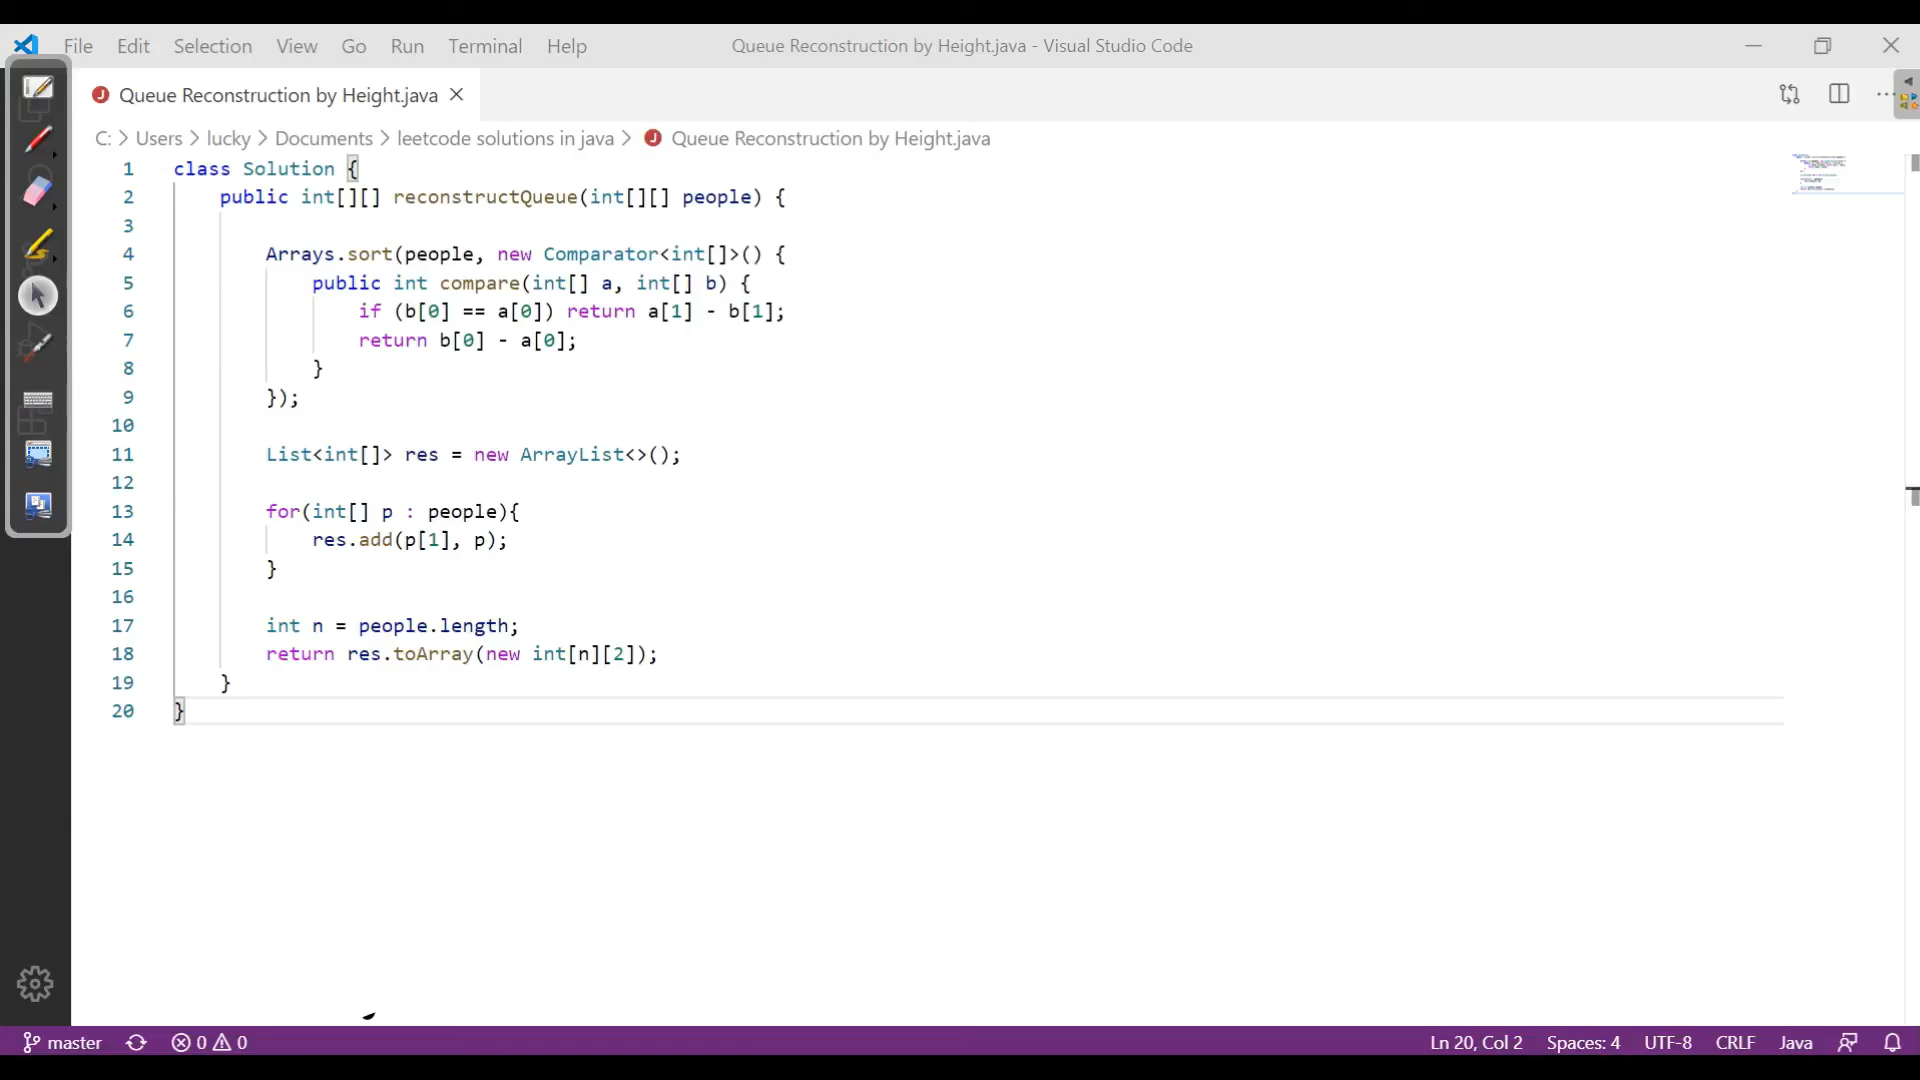 File Edit Selection View Go Run Terminal Help Queue Reconstruction by Height.java - Visual Studio Code
J Queue Reconstruction by Height.java
C: > Users > lucky > Documents > leetcode solutions in java > J Queue Reconstruction by Height.java
1 class Solution {
2     public int[][] reconstructQueue(int[][] people) {
3
4         Arrays.sort(people, new Comparator<int[]>() {
5             public int compare(int[] a, int[] b) {
6                 if (b[0] == a[0]) return a[1] - b[1];
7                 return b[0] - a[0];
8             }
9         });
10
11         List<int[]> res = new ArrayList<>();
12
13         for(int[] p : people){
14             res.add(p[1], p);
15         }
16
17         int n = people.length;
18         return res.toArray(new int[n][2]);
19     }
20 }
master 0 0 Ln 20, Col 2 Spaces: 4 UTF-8 CRLF Java